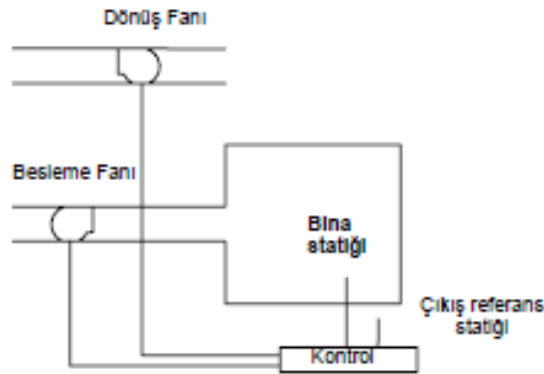 Dönüş Fanı
Besleme Fanı
Bina
statiği
Çıkış referans
statiği
Kontrol